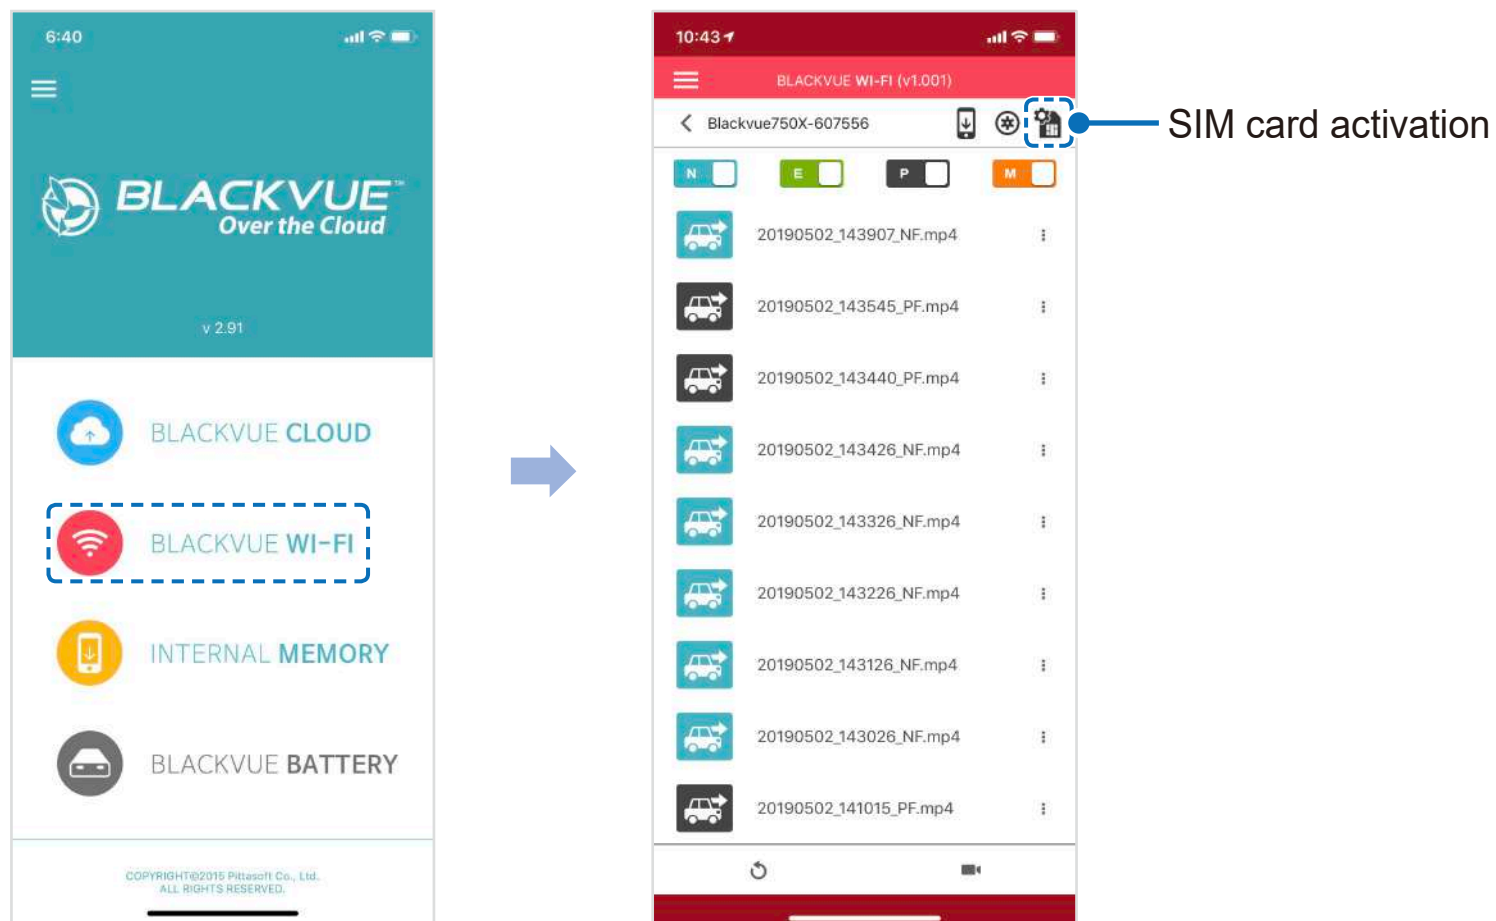 6:40
BLACKVUE™
Over the Cloud
v 2.91
BLACKVUE CLOUD
BLACKVUE WI-FI
INTERNAL MEMORY
BLACKVUE BATTERY
COPYRIGHT©2015 Pittasoft Co., Ltd.
ALL RIGHTS RESERVED.
10:43
BLACKVUE WI-FI (v1.001)
Blackvue750X-607556
SIM card activation
N E P M
20190502_143907_NF.mp4
20190502_143545_PF.mp4
20190502_143440_PF.mp4
20190502_143426_NF.mp4
20190502_143326_NF.mp4
20190502_143226_NF.mp4
20190502_143126_NF.mp4
20190502_143026_NF.mp4
20190502_141015_PF.mp4